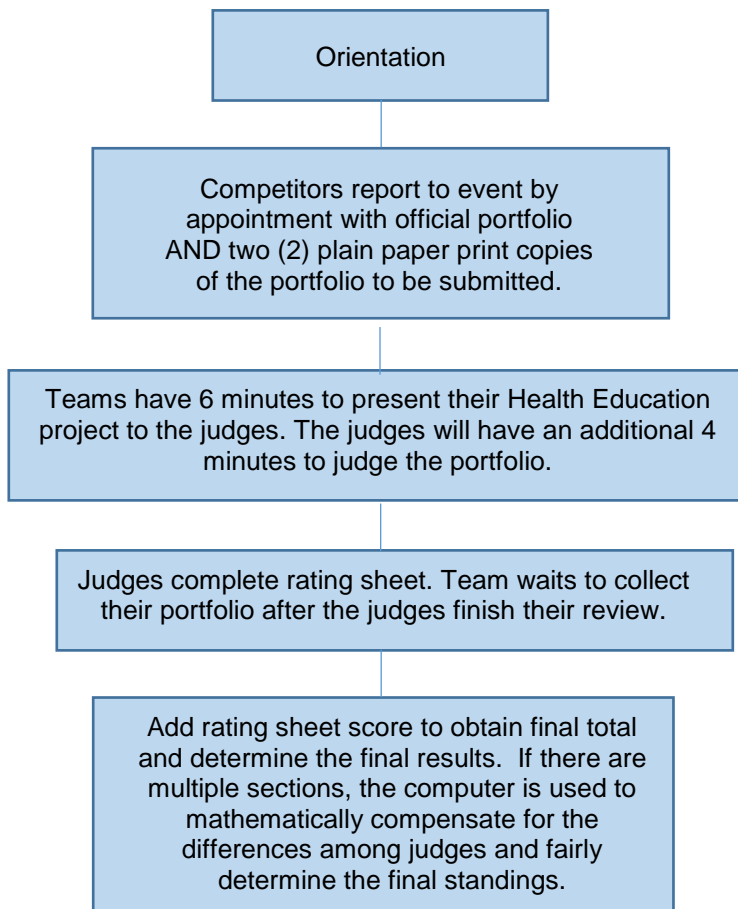 Orientation
Competitors report to event by
appointment with official portfolio
AND two (2) plain paper print copies
of the portfolio to be submitted.
Teams have 6 minutes to present their Health Education
project to the judges. The judges will have an additional 4
minutes to judge the portfolio.
Judges complete rating sheet. Team waits to collect
their portfolio after the judges finish their review.
Add rating sheet score to obtain final total
and determine the final results.  If there are
multiple sections, the computer is used to
mathematically compensate for the
differences among judges and fairly
determine the final standings.